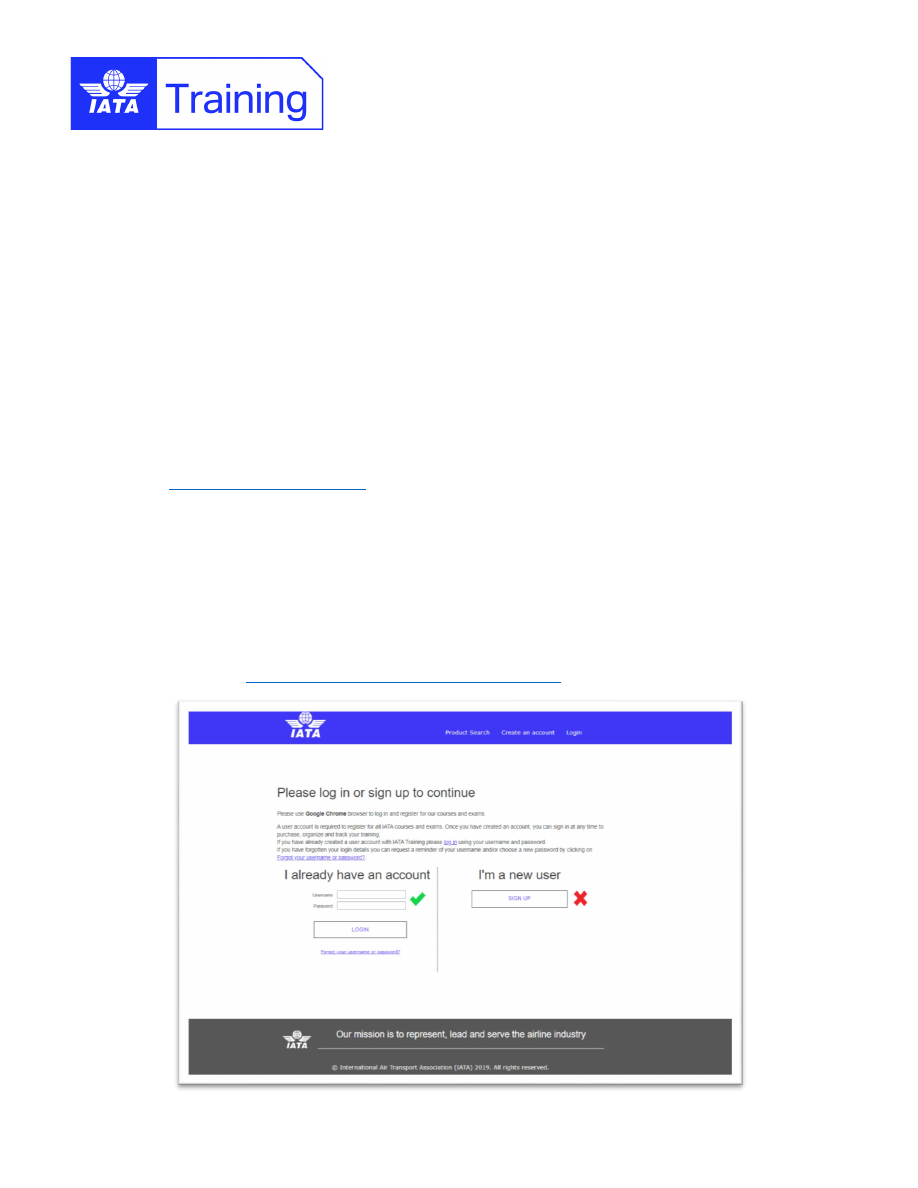 IATA Training
IATA
Product Search Create an account Login
Please log in or sign up to continue
Please use Google Chrome browser to log in and register for our courses and exams
A user account is required to register for all IATA courses and exams. Once you have created an account, you can sign in at any time to
purchase, organize and track your training.
If you have already created a user account with IATA Training please log in using your username and password.
If you have forgotten your login details you can request a reminder of your username and/or choose a new password by clicking on
Forgot your username or password?
I already have an account
Username
Password
LOGIN
Forgot your username or password?
I'm a new user
SIGN UP
IATA
Our mission is to represent, lead and serve the airline industry
© International Air Transport Association (IATA) 2019. All rights reserved.